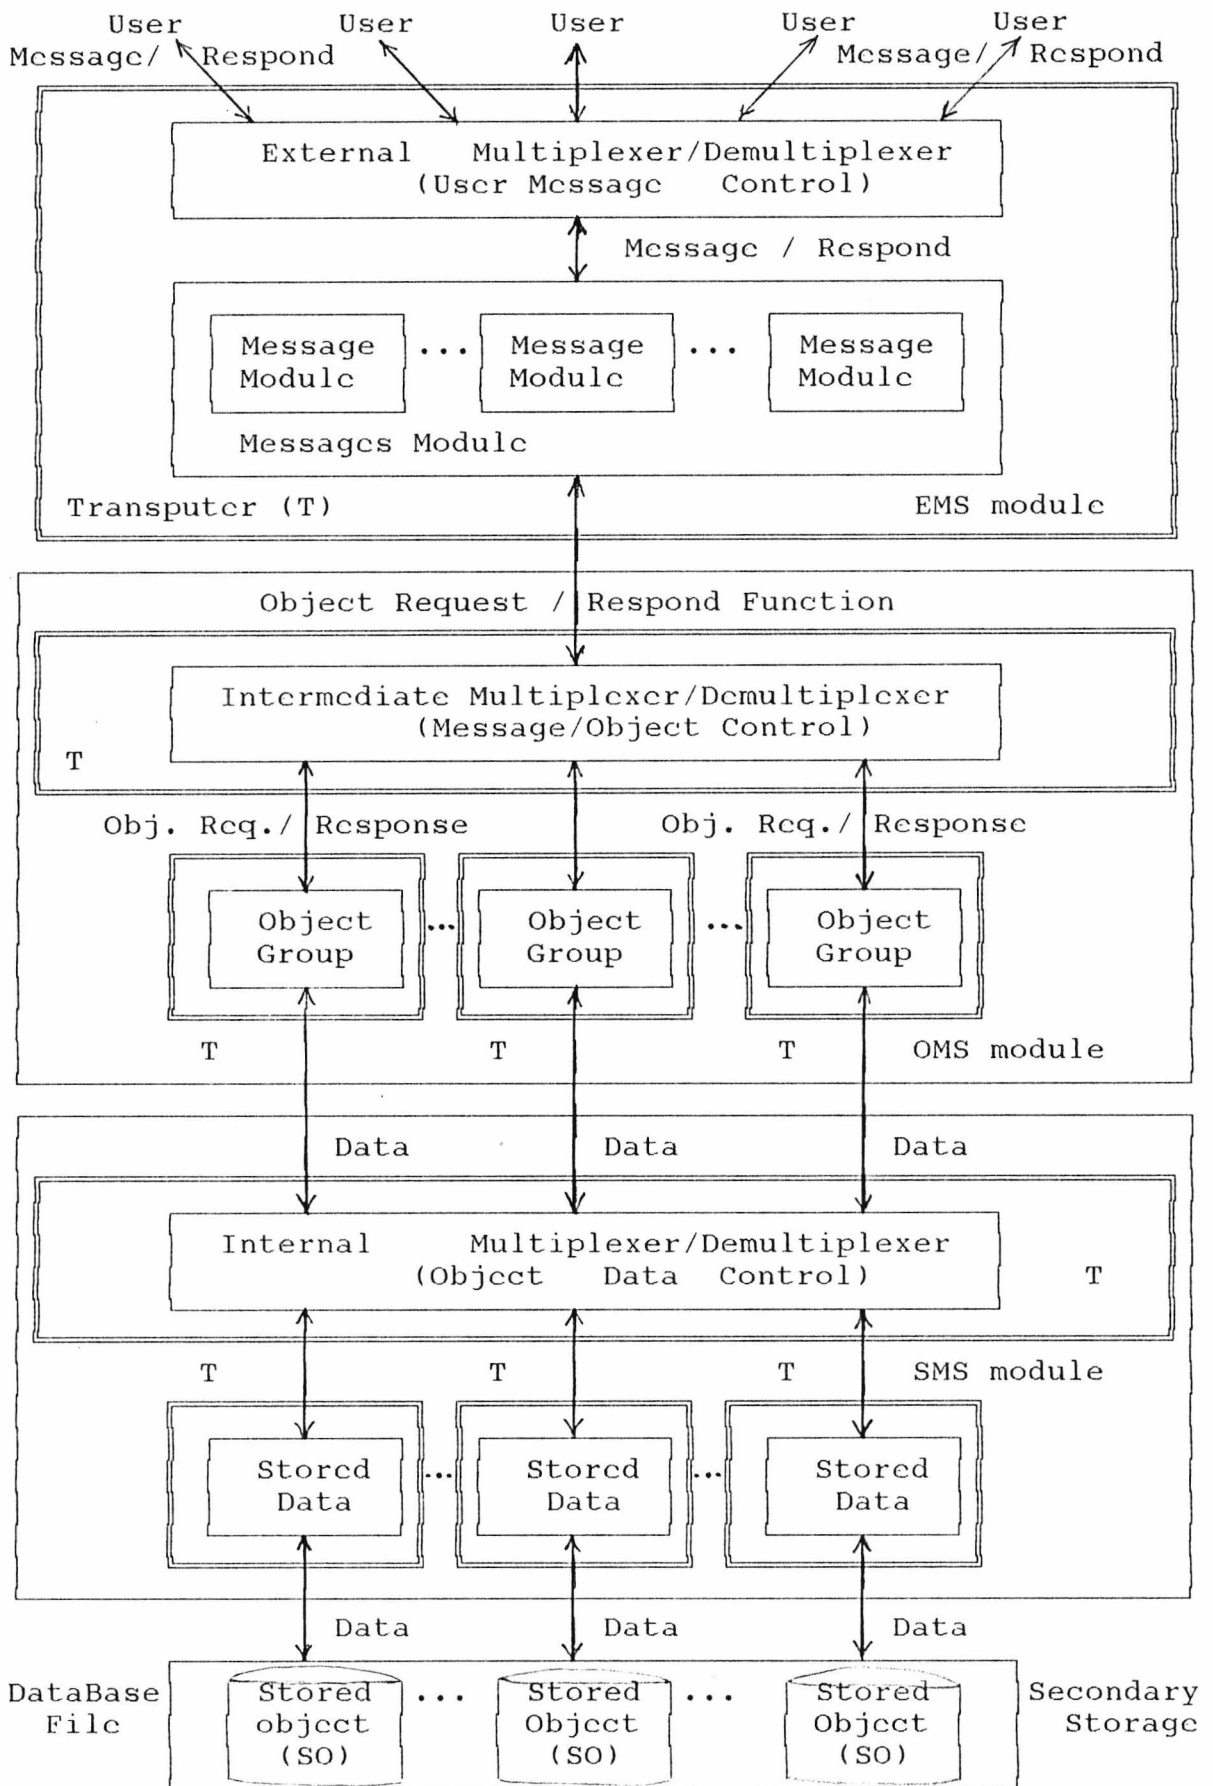 User User User User User
Message/ Respond Message/ Respond
External Multiplexer/Demultiplexer
(User Message Control)
Message / Respond
Message ... Message ... Message
Module Module Module
Messages Module
Transputer (T) EMS module
Object Request / Respond Function
Intermediate Multiplexer/Demultiplexer
(Message/Object Control)
T
Obj. Req./ Response Obj. Req./ Response
Object ... Object ... Object
Group Group Group
T T T OMS module
Data Data Data
Internal Multiplexer/Demultiplexer
(Object Data Control) T
T T T SMS module
Stored ... Stored ... Stored
Data Data Data
Data Data Data
DataBase Stored ... Stored ... Stored Secondary
File object Object Object Storage
(SO) (SO) (SO)